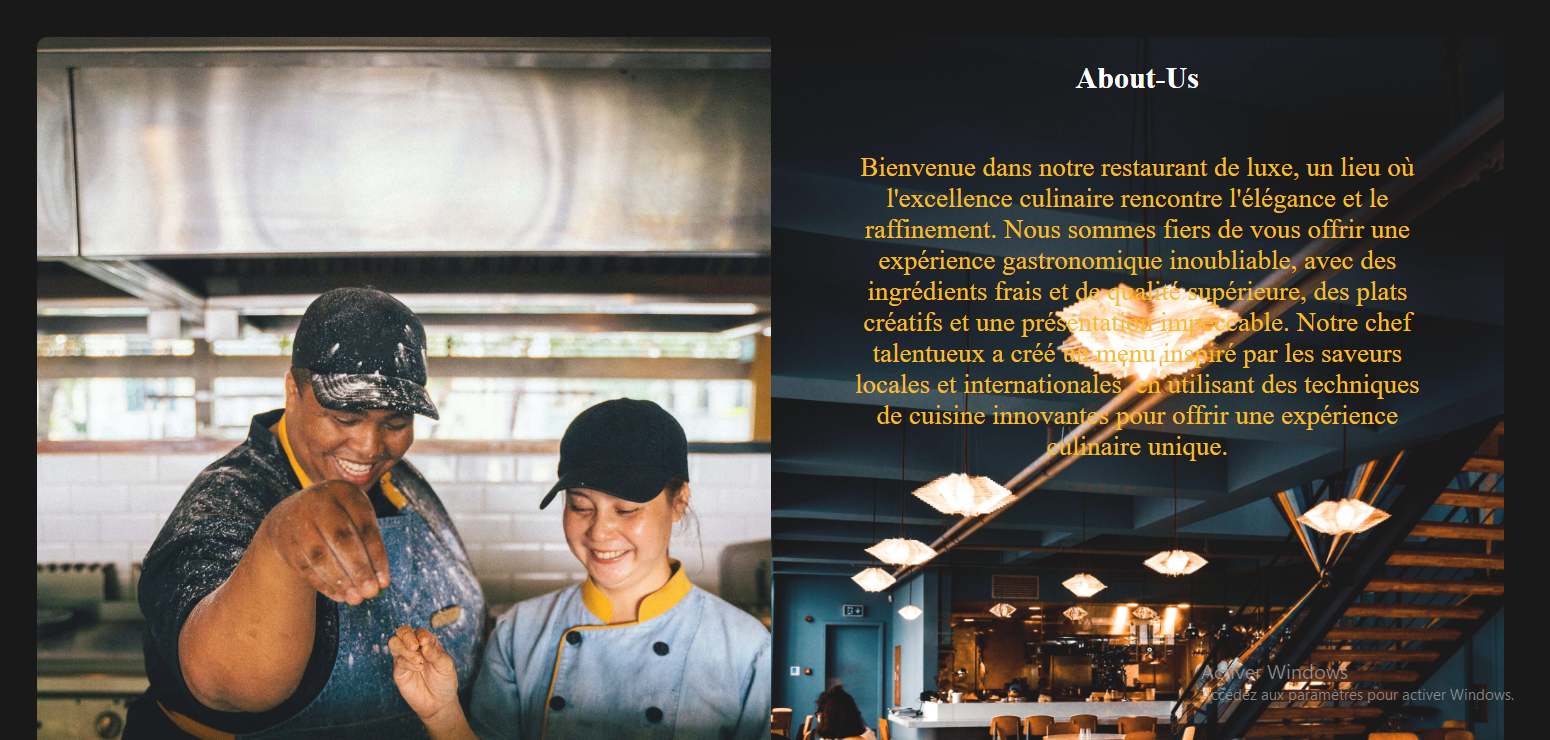 About-Us
Bienvenue dans notre restaurant de luxe, un lieu où
l'excellence culinaire rencontre l'élégance et le
raffinement. Nous sommes fiers de vous offrir une
expérience gastronomique inoubliable, avec des
ingrédients frais et de qualité supérieure, des plats
créatifs et une présentation impeccable. Notre chef
talentueux a créé un menu inspiré par les saveurs
locales et internationales, en utilisant des techniques
de cuisine innovantes pour offrir une expérience
culinaire unique.
Activer Windows
Accédez aux paramètres pour activer Windows.